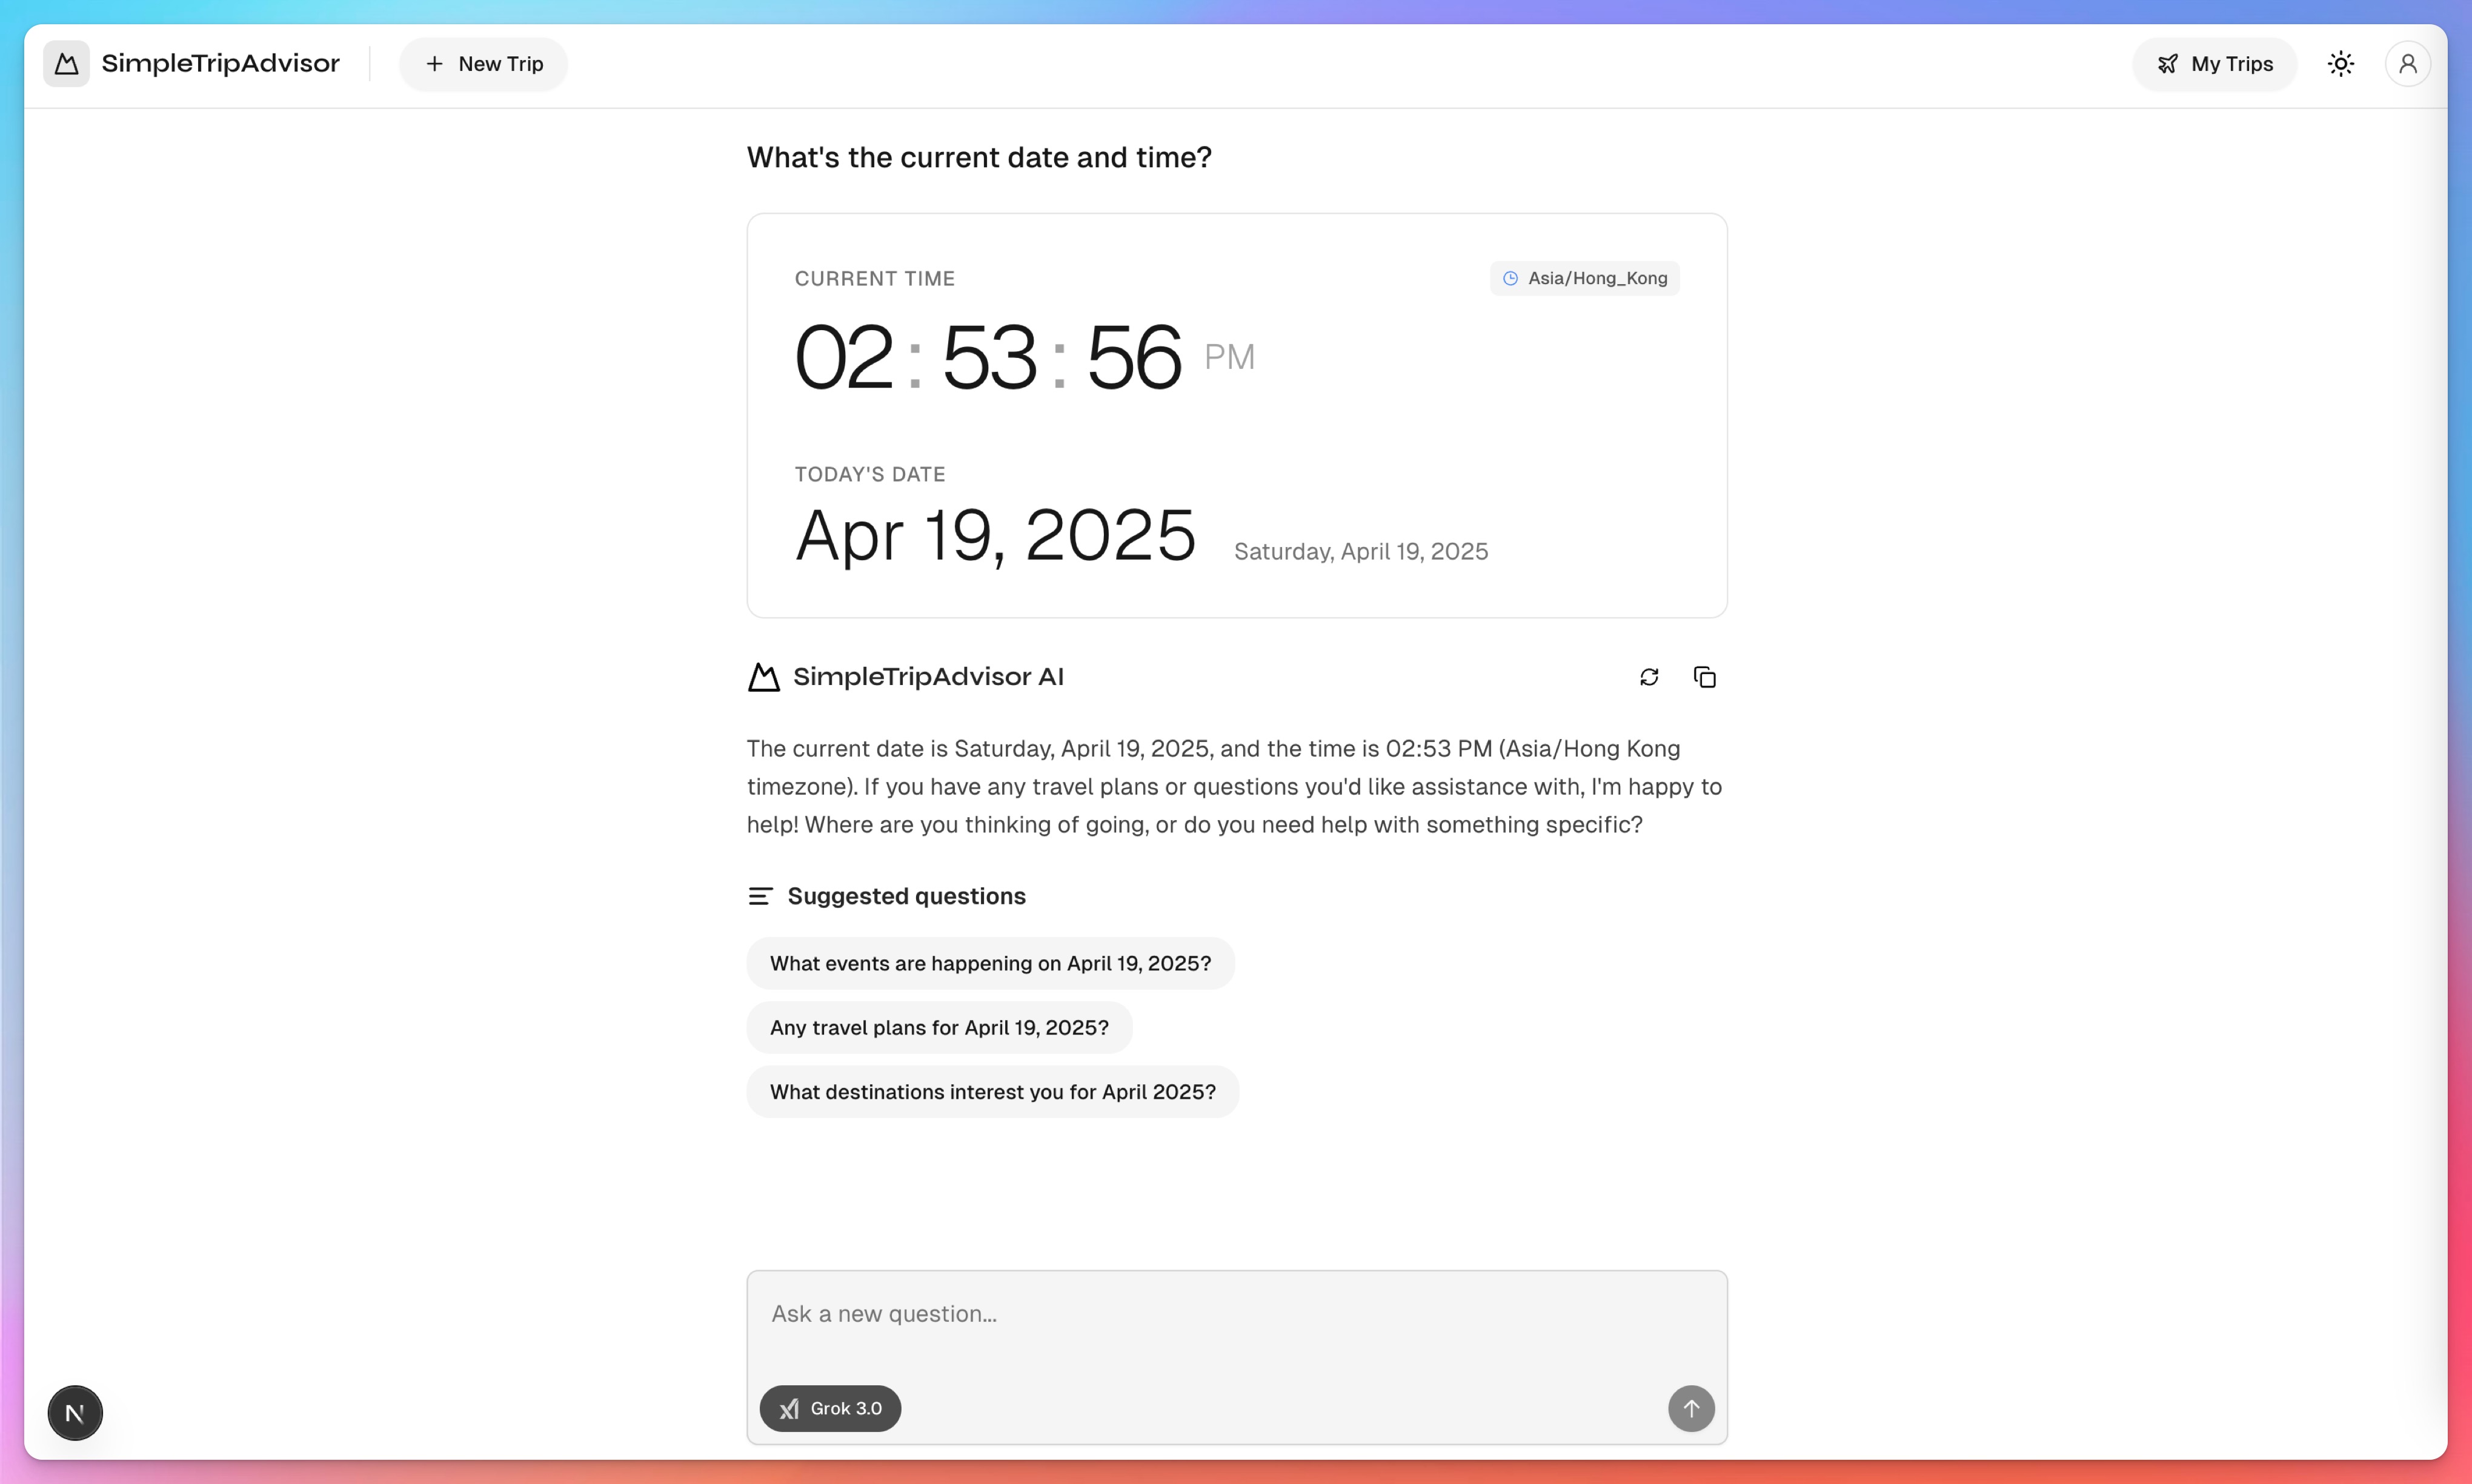 SimpleTripAdvisor
New Trip
My Trips
What's the current date and time?
CURRENT TIME
Asia/Hong_Kong
02:53:56 PM
TODAY'S DATE
Apr 19, 2025 Saturday, April 19, 2025
SimpleTripAdvisor AI
The current date is Saturday, April 19, 2025, and the time is 02:53 PM (Asia/Hong Kong
timezone). If you have any travel plans or questions you'd like assistance with, I'm happy to
help! Where are you thinking of going, or do you need help with something specific?
Suggested questions
What events are happening on April 19, 2025?
Any travel plans for April 19, 2025?
What destinations interest you for April 2025?
Ask a new question...
Grok 3.0
N